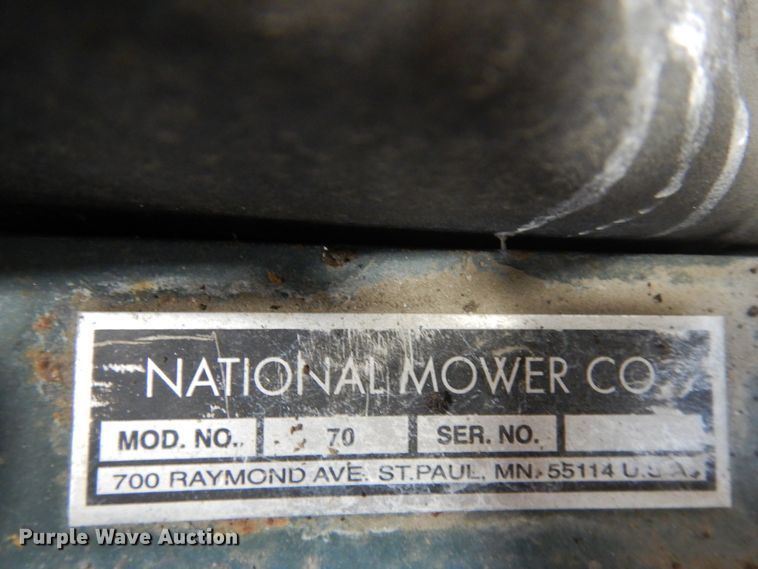 NATIONAL MOWER CO.
MOD. NO. 70 SER. NO.
700 RAYMOND AVE. ST.PAUL, MN. 55114 U.S.A.
Purple Wave Auction